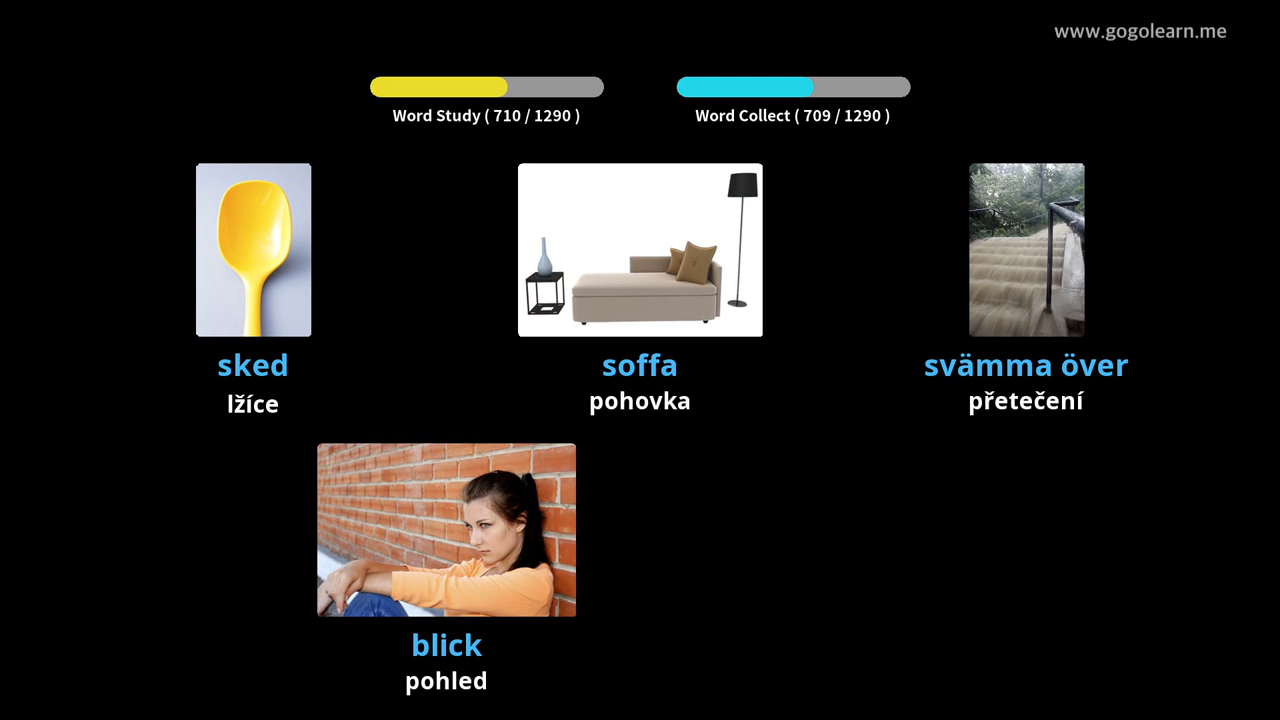 www.gogolearn.me
Word Study ( 710 / 1290 )
Word Collect ( 709 / 1290 )
sked
lžíce
soffa
pohovka
svämma över
přetečení
blick
pohled